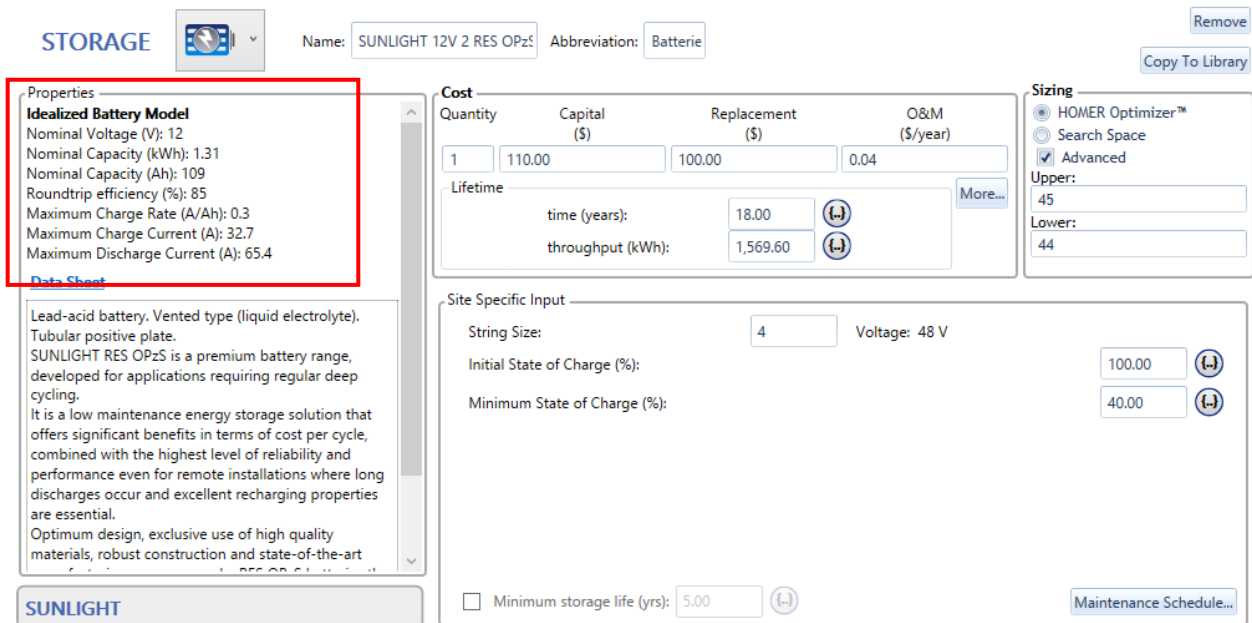 STORAGE
Name: SUNLIGHT 12V 2 RES OPzS Abbreviation: Batterie
Remove
Copy To Library
Properties
Idealized Battery Model
Nominal Voltage (V): 12
Nominal Capacity (kWh): 1.31
Nominal Capacity (Ah): 109
Roundtrip efficiency (%): 85
Maximum Charge Rate (A/Ah): 0.3
Maximum Charge Current (A): 32.7
Maximum Discharge Current (A): 65.4
Data Sheet
Lead-acid battery. Vented type (liquid electrolyte).
Tubular positive plate.
SUNLIGHT RES OPzS is a premium battery range,
developed for applications requiring regular deep
cycling.
It is a low maintenance energy storage solution that
offers significant benefits in terms of cost per cycle,
combined with the highest level of reliability and
performance even for remote installations where long
discharges occur and excellent recharging properties
are essential.
Optimum design, exclusive use of high quality
materials, robust construction and state-of-the-art
SUNLIGHT
Cost
Quantity Capital Replacement O&M
($) ($) ($/year)
1 110.00 100.00 0.04
Lifetime
More...
time (years): 18.00 {..}
throughput (kWh): 1,569.60 {..}
Sizing
HOMER Optimizer™
Search Space
Advanced
Upper:
45
Lower:
44
Site Specific Input
String Size: 4 Voltage: 48 V
Initial State of Charge (%): 100.00 {..}
Minimum State of Charge (%): 40.00 {..}
Minimum storage life (yrs): 5.00 {..}
Maintenance Schedule...